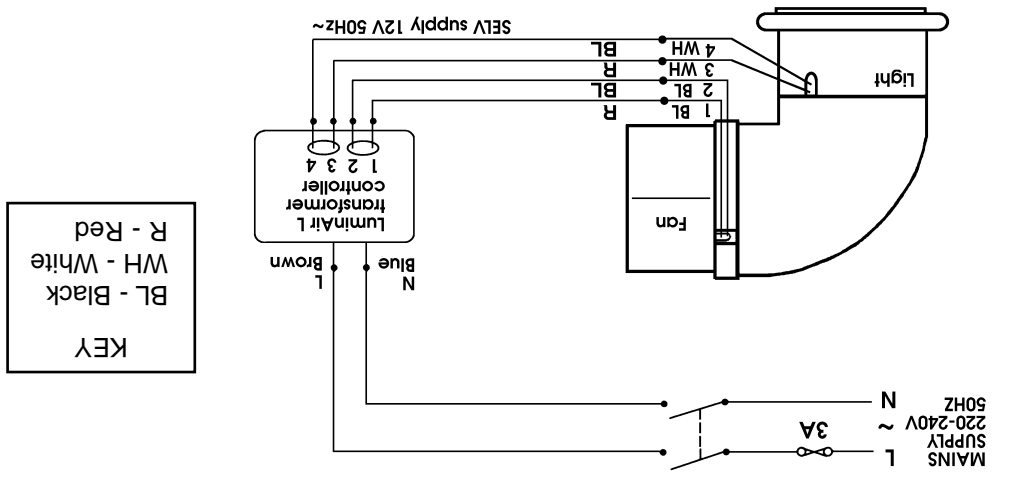 MAINS
SUPPLY
220-240V ~
50HZ
L
3A
N
KEY
BL - Black
WH - White
R - Red
N
Blue
L
Brown
LuminAir L
transformer
controller
1 2 3 4
Fan
1 BL R
2 BL BL
3 WH R
4 WH BL
Light
SELV supply 12V 50Hz~